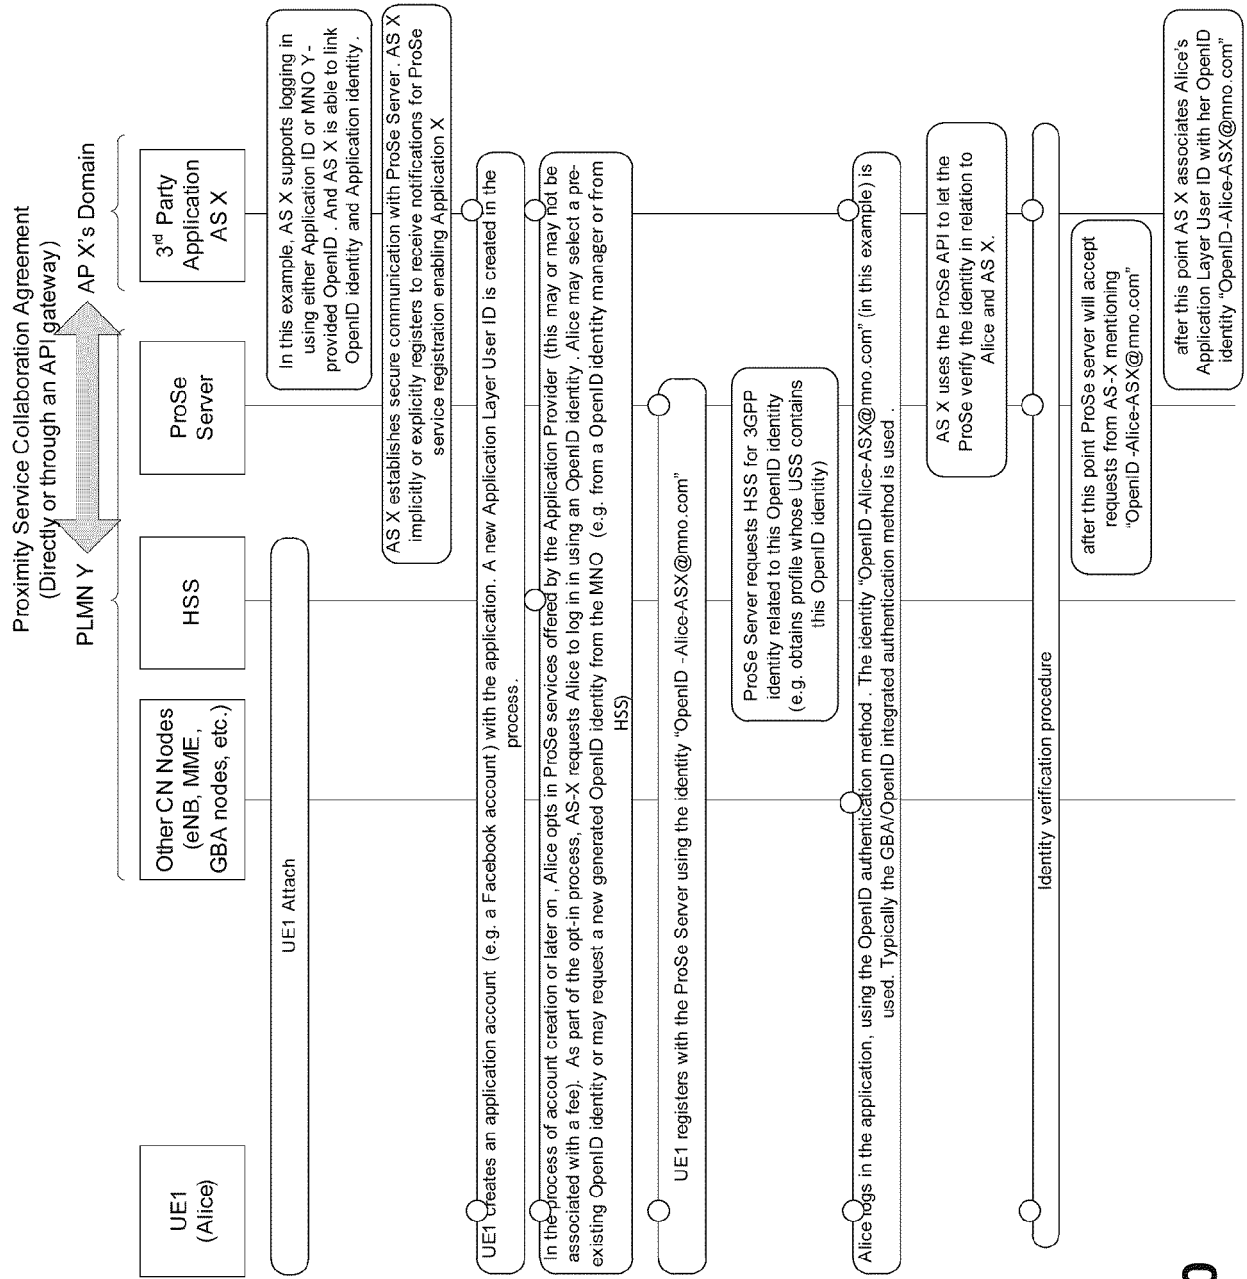 Proximity Service Collaboration Agreement
(Directly or through an API gateway)
PLMN Y
AP X's Domain
UE1
(Alice)
Other CN Nodes
(eNB, MME.,
GBA nodes, etc.)
HSS
ProSe
Server
3rd Party
Application
AS X
UE1 Attach
In this example, AS X supports logging in
using either Application ID or MNO Y-
provided OpenID . And AS X is able to link
OpenID identity and Application identity.
AS X establishes secure communication with ProSe Server . AS X
implicitly or explicitly registers to receive notifications for ProSe
service registration enabling Application X
UE1 creates an application account (e.g. a Facebook account) with the application. A new Application Layer User ID is created in the
process.
In the process of account creation or later on , Alice opts in ProSe services offered by the Application Provider (this may or may not be
associated with a fee). As part of the opt-in process, AS-X requests Alice to log in using an OpenID identity . Alice may select a pre-
existing OpenID identity or may request a new generated OpenID identity from the MNO (e.g. from a OpenID identity manager or from
HSS)
UE1 registers with the ProSe Server using the identity “OpenID -Alice-ASX@mno.com”
ProSe Server requests HSS for 3GPP
identity related to this OpenID identity
(e.g. obtains profile whose USS contains
this OpenID identity)
Alice logs in the application, using the OpenID authentication method . The identity “OpenID -Alice-ASX@mno.com” (in this example) is
used. Typically the GBA/OpenID integrated authentication method is used .
AS X uses the ProSe API to let the
ProSe verify the identity in relation to
Alice and AS X.
Identity verification procedure
after this point ProSe server will accept
requests from AS-X mentioning
“OpenID -Alice-ASX@mno.com”
after this point AS X associates Alice's
Application Layer User ID with her OpenID
identity “OpenID-Alice-ASX@mno.com”